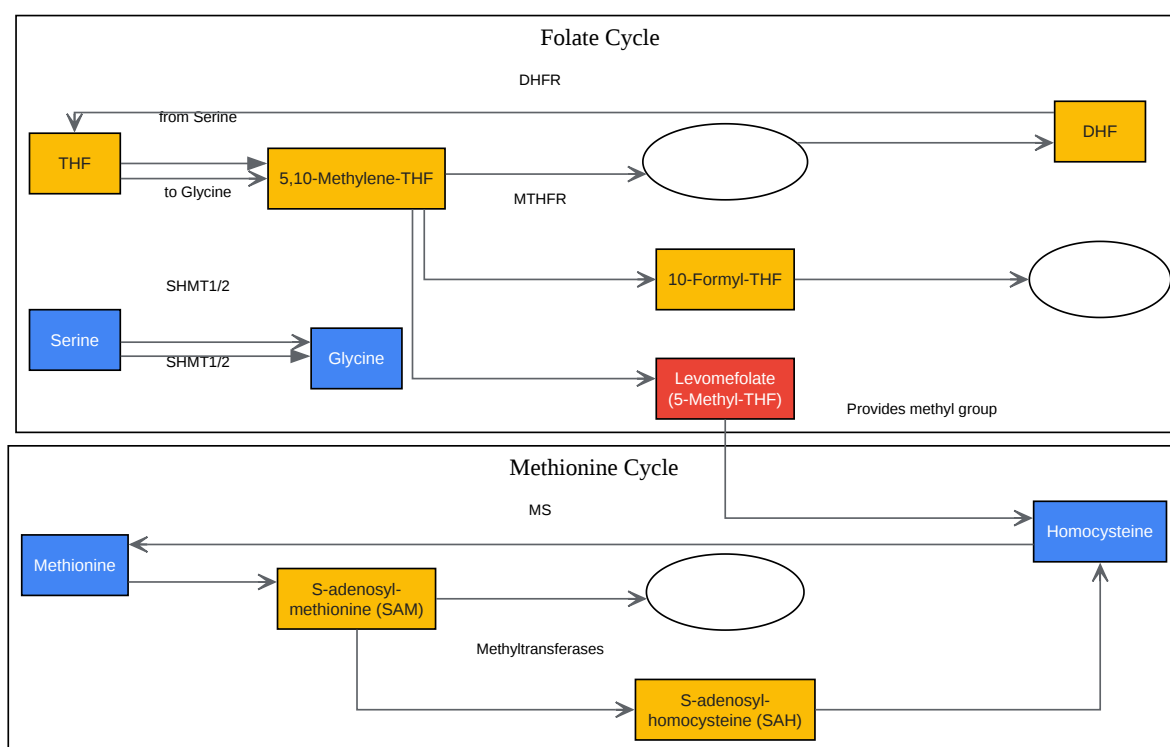 Folate Cycle
DHFR
from Serine
THF
DHF
5,10-Methylene-THF
to Glycine
MTHFR
10-Formyl-THF
SHMT1/2
Serine
Glycine
SHMT1/2
Levomefolate
(5-Methyl-THF)
Provides methyl group
Methionine Cycle
MS
Homocysteine
Methionine
S-adenosyl-
methionine (SAM)
Methyltransferases
S-adenosyl-
homocysteine (SAH)